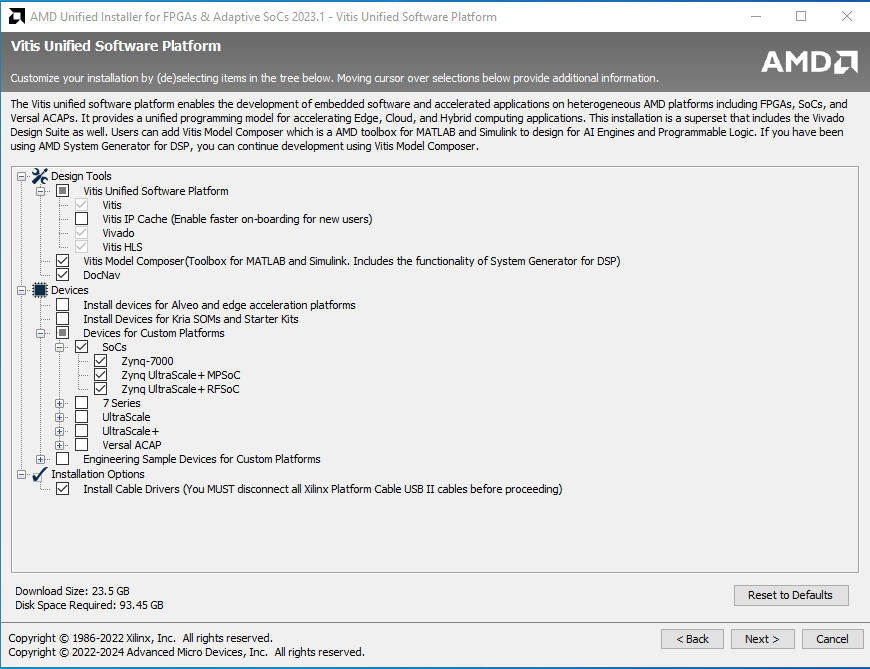 AMD Unified Installer for FPGAs & Adaptive SoCs 2023.1 - Vitis Unified Software Platform
Vitis Unified Software Platform
Customize your installation by (de)selecting items in the tree below. Moving cursor over selections below provide additional information.
AMD
The Vitis unified software platform enables the development of embedded software and accelerated applications on heterogeneous AMD platforms including FPGAs, SoCs, and
Versal ACAPs. It provides a unified programming model for accelerating Edge, Cloud, and Hybrid computing applications. This installation is a superset that includes the Vivado
Design Suite as well. Users can add Vitis Model Composer which is a AMD toolbox for MATLAB and Simulink to design for AI Engines and Programmable Logic. If you have been
using AMD System Generator for DSP, you can continue development using Vitis Model Composer.
Design Tools
Vitis Unified Software Platform
Vitis
Vitis IP Cache (Enable faster on-boarding for new users)
Vivado
Vitis HLS
Vitis Model Composer(Toolbox for MATLAB and Simulink. Includes the functionality of System Generator for DSP)
DocNav
Devices
Install devices for Alveo and edge acceleration platforms
Install Devices for Kria SOMs and Starter Kits
Devices for Custom Platforms
SoCs
Zynq-7000
Zynq UltraScale+ MPSoC
Zynq UltraScale+ RFSoC
7 Series
UltraScale
UltraScale+
Versal ACAP
Engineering Sample Devices for Custom Platforms
Installation Options
Install Cable Drivers (You MUST disconnect all Xilinx Platform Cable USB II cables before proceeding)
Download Size: 23.5 GB
Disk Space Required: 93.45 GB
Reset to Defaults
Copyright © 1986-2022 Xilinx, Inc. All rights reserved.
Copyright © 2022-2024 Advanced Micro Devices, Inc. All rights reserved.
< Back
Next >
Cancel